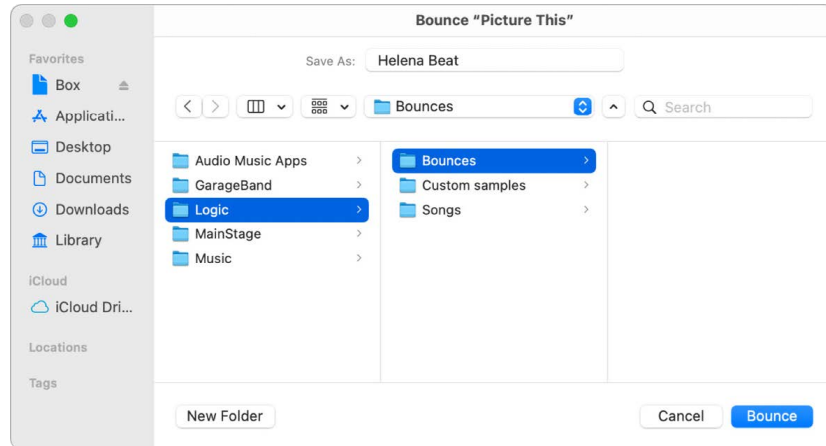 Bounce “Picture This”
Save As: Helena Beat
Bounces
Search
Favorites
Box
Applicati...
Desktop
Documents
Downloads
Library
iCloud
iCloud Dri...
Locations
Tags
Audio Music Apps
GarageBand
Logic
MainStage
Music
Bounces
Custom samples
Songs
New Folder
Cancel
Bounce